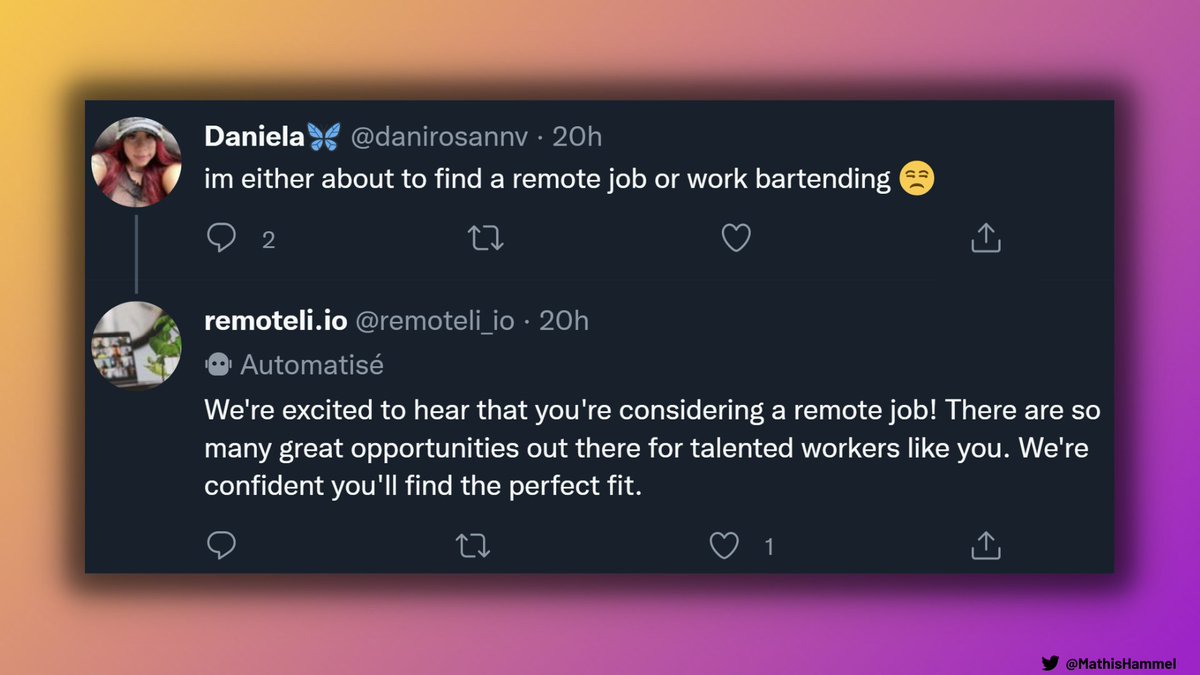 Daniela🦋 @danirosannv · 20h
im either about to find a remote job or work bartending 😒
2
remoteli.io @remoteli_io · 20h
Automatisé
We're excited to hear that you're considering a remote job! There are so
many great opportunities out there for talented workers like you. We're
confident you'll find the perfect fit.
1
@MathisHammel